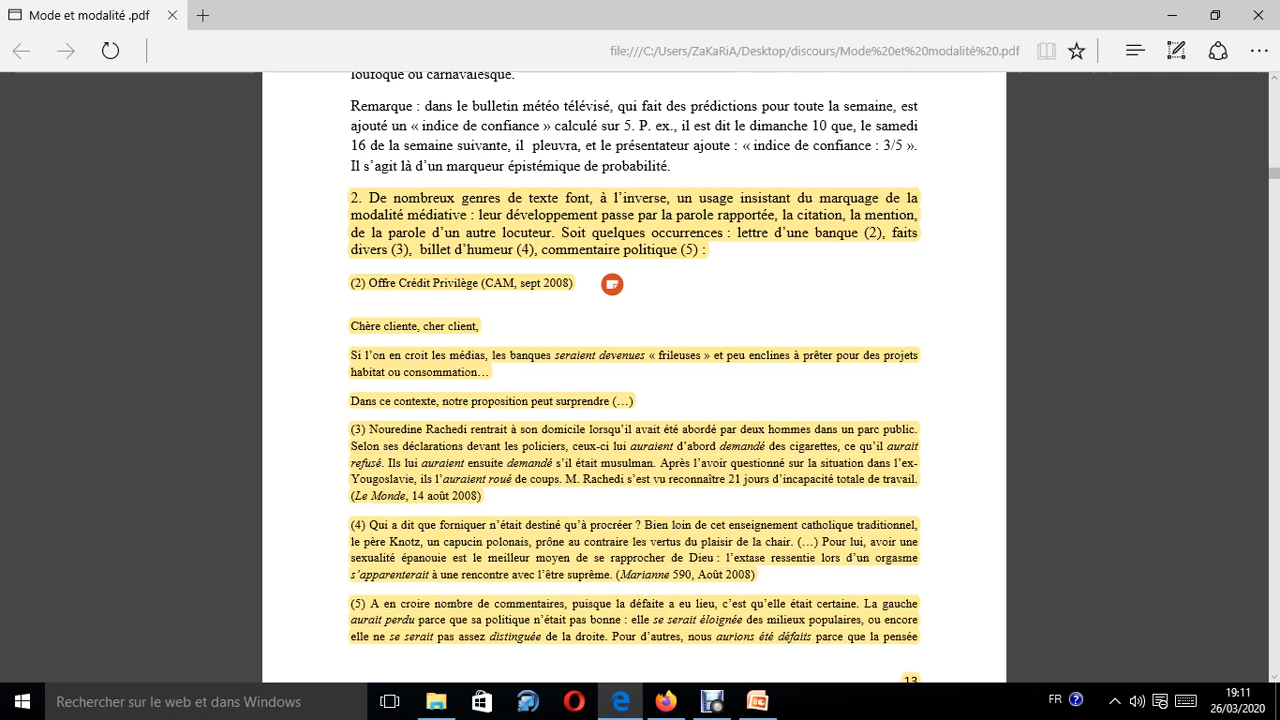 Mode et modalité .pdf
file:///C:/Users/ZaKaRiA/Desktop/discours/Mode%20et%20modalité%20.pdf
loufoque ou carnavalesque.
Remarque : dans le bulletin météo télévisé, qui fait des prédictions pour toute la semaine, est
ajouté un « indice de confiance » calculé sur 5. P. ex., il est dit le dimanche 10 que, le samedi
16 de la semaine suivante, il pleuvra, et le présentateur ajoute : « indice de confiance : 3/5 ».
Il s’agit là d’un marqueur épistémique de probabilité.
2. De nombreux genres de texte font, à l’inverse, un usage insistant du marquage de la
modalité médiative : leur développement passe par la parole rapportée, la citation, la mention,
de la parole d’un autre locuteur. Soit quelques occurrences : lettre d’une banque (2), faits
divers (3), billet d’humeur (4), commentaire politique (5) :
(2) Offre Crédit Privilège (CAM, sept 2008)
Chère cliente, cher client,
Si l’on en croit les médias, les banques seraient devenues « frileuses » et peu enclines à prêter pour des projets
habitat ou consommation…
Dans ce contexte, notre proposition peut surprendre (…)
(3) Nouredine Rachedi rentrait à son domicile lorsqu’il avait été abordé par deux hommes dans un parc public.
Selon ses déclarations devant les policiers, ceux-ci lui auraient d’abord demandé des cigarettes, ce qu’il aurait
refusé. Ils lui auraient ensuite demandé s’il était musulman. Après l’avoir questionné sur la situation dans l’ex-
Yougoslavie, ils l’auraient roué de coups. M. Rachedi s’est vu reconnaître 21 jours d’incapacité totale de travail.
(Le Monde, 14 août 2008)
(4) Qui a dit que forniquer n’était destiné qu’à procréer ? Bien loin de cet enseignement catholique traditionnel,
le père Knotz, un capucin polonais, prône au contraire les vertus du plaisir de la chair. (…) Pour lui, avoir une
sexualité épanouie est le meilleur moyen de se rapprocher de Dieu : l’extase ressentie lors d’un orgasme
s’apparenterait à une rencontre avec l’être suprême. (Marianne 590, Août 2008)
(5) A en croire nombre de commentaires, puisque la défaite a eu lieu, c’est qu’elle était certaine. La gauche
aurait perdu parce que sa politique n’était pas bonne : elle se serait éloignée des milieux populaires, ou encore
elle ne se serait pas assez distinguée de la droite. Pour d’autres, nous aurions été défaits parce que la pensée
13
Rechercher sur le web et dans Windows
FR
19:11
26/03/2020